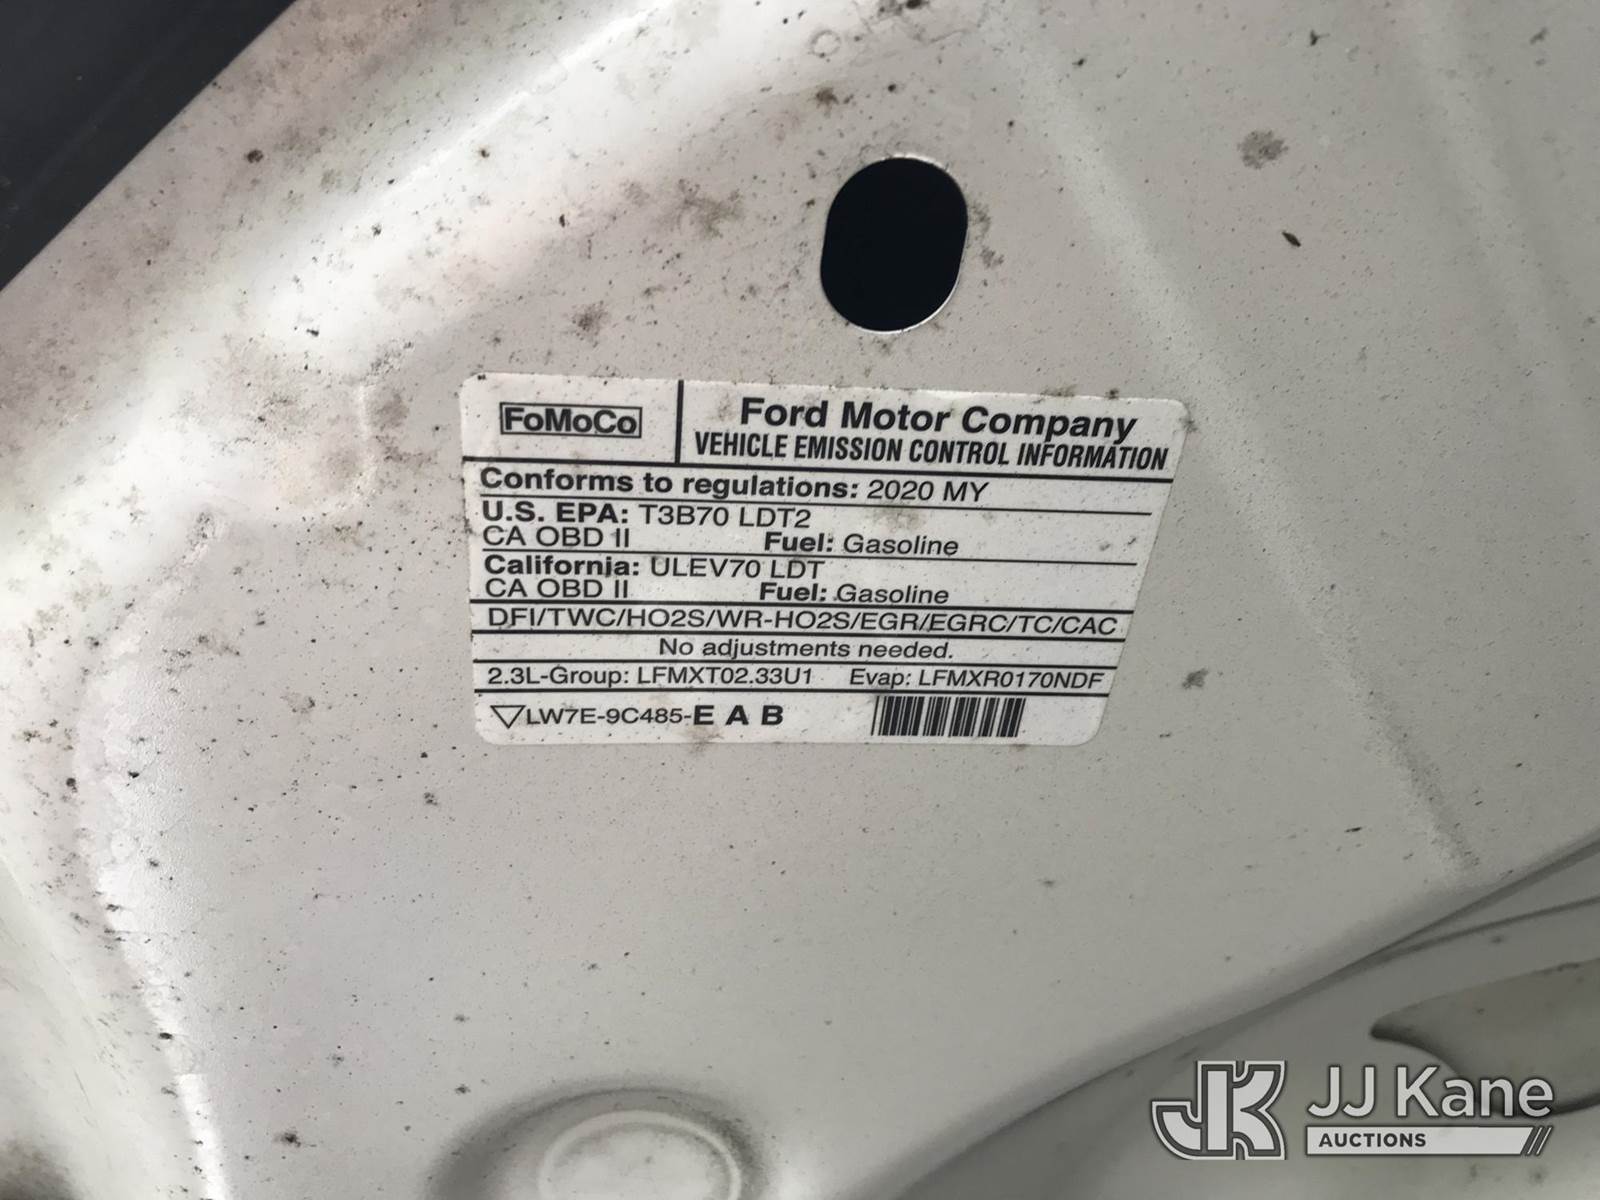 FoMoCo
Ford Motor Company
VEHICLE EMISSION CONTROL INFORMATION
Conforms to regulations: 2020 MY
U.S. EPA: T3B70 LDT2
CA OBD II Fuel: Gasoline
California: ULEV70 LDT
CA OBD II Fuel: Gasoline
DFI/TWC/HO2S/WR-HO2S/EGR/EGRC/TC/CAC
No adjustments needed.
2.3L-Group: LFMXT02.33U1 Evap: LFMXR0170NDF
LW7E-9C485-E A B
JK JJ Kane
AUCTIONS